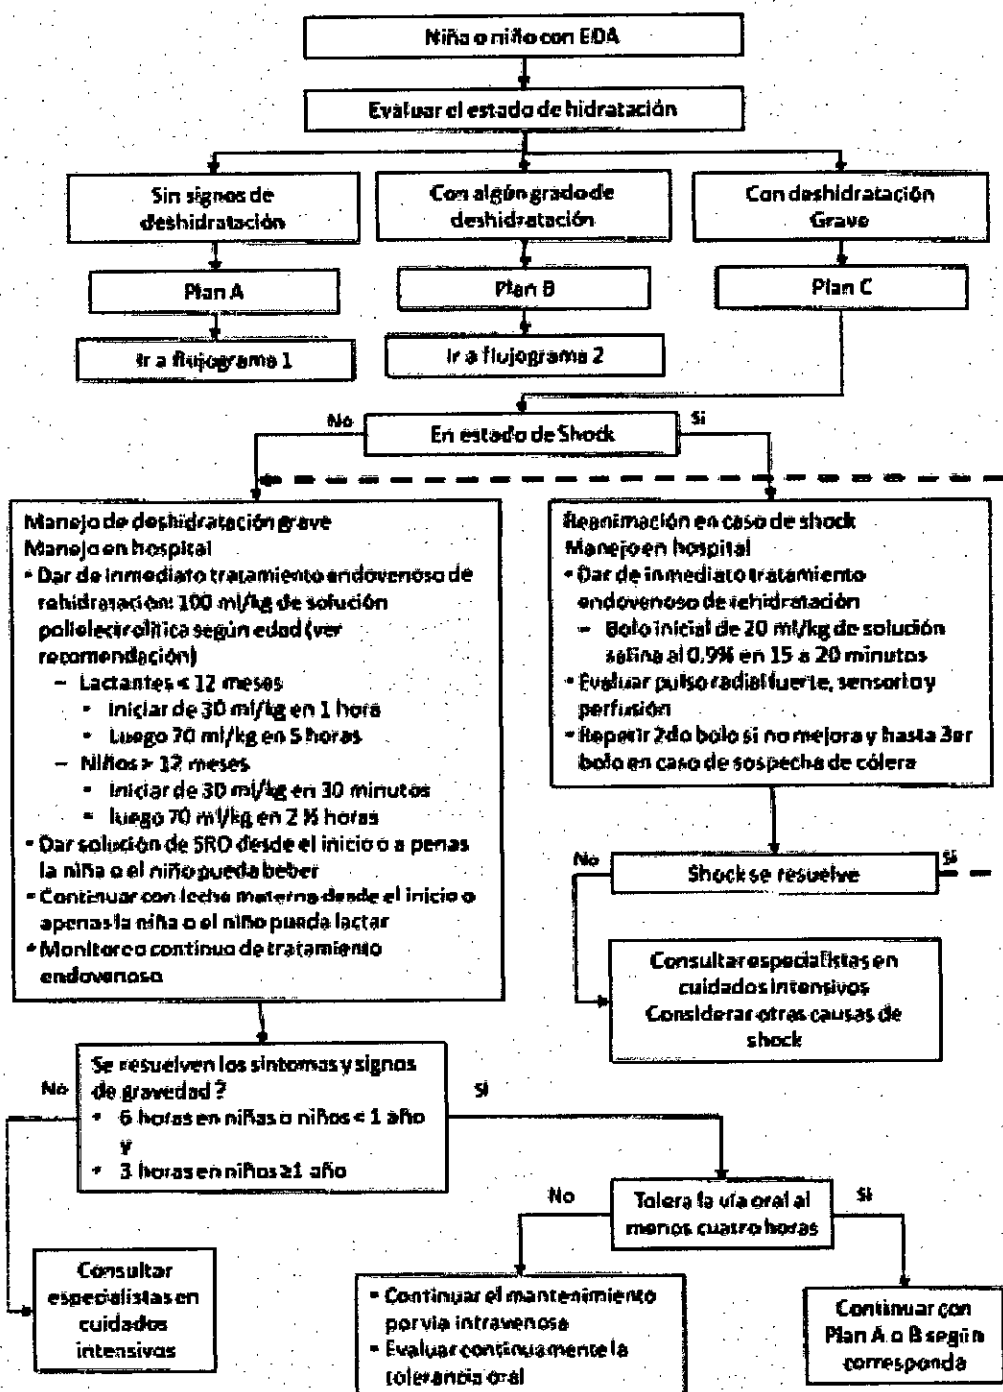 Niña o niño con EDA
Evaluar el estado de hidratación
Sin signos de
deshidratación
Con algún grado de
deshidratación
Con deshidratación
Grave
Plan A
Plan B
Plan C
Ir a flujograma 1
Ir a flujograma 2
No
En estado de Shock
Si
Manejo de deshidratación grave
Manejo en hospital
• Dar de inmediato tratamiento endovenoso de
rehidratación: 100 ml/kg de solución
polielectrolítica según edad (ver
recomendación)
– Lactantes < 12 meses
• Iniciar de 30 ml/kg en 1 hora
• Luego 70 ml/kg en 5 horas
– Niños > 12 meses
• Iniciar de 30 ml/kg en 30 minutos
• luego 70 ml/kg en 2 ½ horas
• Dar solución de SRO desde el inicio o a penas
la niña o el niño pueda beber
• Continuar con leche materna desde el inicio o
apenas la niña o el niño pueda lactar
• Monitoreo continuo de tratamiento
endovenoso
Reanimación en caso de shock
Manejo en hospital
• Dar de inmediato tratamiento
endovenoso de rehidratación
– Bolo inicial de 20 ml/kg de solución
salina al 0.9% en 15 a 20 minutos
• Evaluar pulso radial fuerte, sensorio y
perfusión
• Repetir 2do bolo si no mejora y hasta 3er
bolo en caso de sospecha de cólera
No
Shock se resuelve
Si
Consultar especialistas en
cuidados intensivos
Considerar otras causas de
shock
No
Se resuelven los síntomas y signos
de gravedad ?
• 6 horas en niñas o niños < 1 año
y
• 3 horas en niños ≥1 año
Si
No
Tolera la vía oral al
menos cuatro horas
Si
Consultar
especialistas en
cuidados
intensivos
• Continuar el mantenimiento
por vía intravenosa
• Evaluar continuamente la
tolerancia oral
Continuar con
Plan A o B según
corresponda